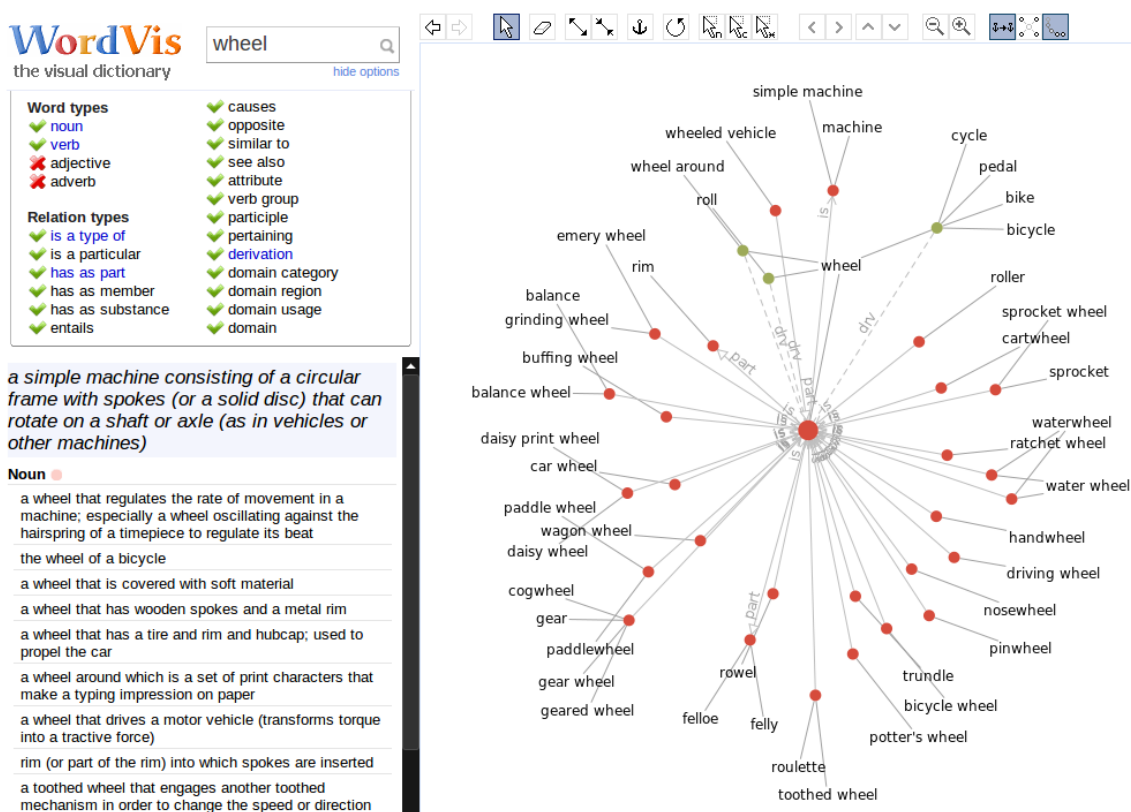 WordVis
the visual dictionary
wheel
hide options
Word types
noun
verb
adjective
adverb
Relation types
is a type of
is a particular
has as part
has as member
has as substance
entails
causes
opposite
similar to
see also
attribute
verb group
participle
pertaining
derivation
domain category
domain region
domain usage
domain
a simple machine consisting of a circular
frame with spokes (or a solid disc) that can
rotate on a shaft or axle (as in vehicles or
other machines)
Noun
a wheel that regulates the rate of movement in a
machine; especially a wheel oscillating against the
hairspring of a timepiece to regulate its beat
the wheel of a bicycle
a wheel that is covered with soft material
a wheel that has wooden spokes and a metal rim
a wheel that has a tire and rim and hubcap; used to
propel the car
a wheel around which is a set of print characters that
make a typing impression on paper
a wheel that drives a motor vehicle (transforms torque
into a tractive force)
rim (or part of the rim) into which spokes are inserted
a toothed wheel that engages another toothed
mechanism in order to change the speed or direction
n
c
w
simple machine
wheeled vehicle
machine
cycle
wheel around
pedal
roll
bike
is
emery wheel
bicycle
rim
wheel
roller
balance
grinding wheel
sprocket wheel
drv
drv
drv
cartwheel
buffing wheel
part
sprocket
balance wheel
part
is
waterwheel
daisy print wheel
ratchet wheel
is
car wheel
water wheel
paddle wheel
wagon wheel
handwheel
daisy wheel
driving wheel
cogwheel
part
nosewheel
gear
paddlewheel
pinwheel
rowel
trundle
gear wheel
bicycle wheel
geared wheel
felloe
felly
potter's wheel
roulette
toothed wheel